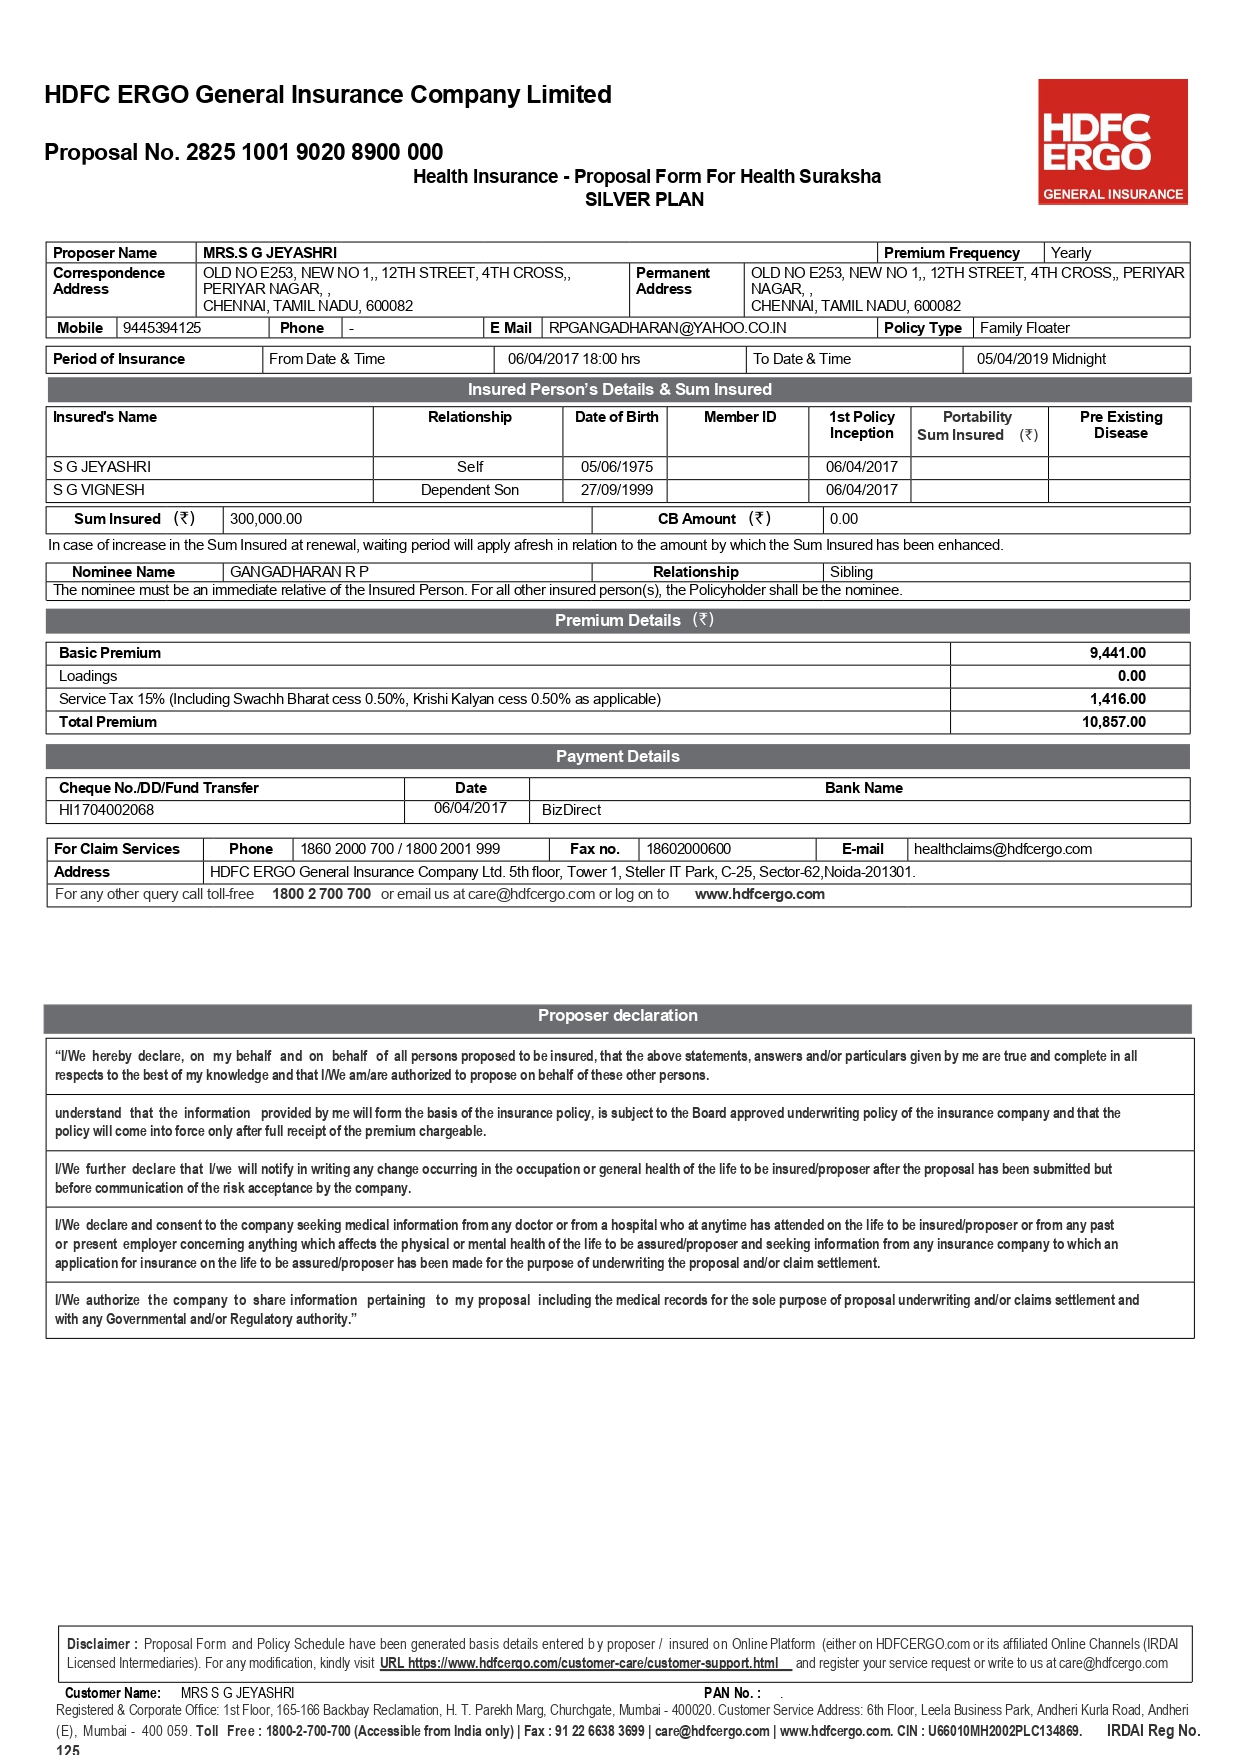 HDFC ERGO General Insurance Company Limited
HDFC
ERGO
GENERAL INSURANCE
Proposal No. 2825 1001 9020 8900 000
Health Insurance - Proposal Form For Health Suraksha
SILVER PLAN
Proposer Name MRS.S G JEYASHRI Premium Frequency Yearly
Correspondence Address OLD NO E253, NEW NO 1,, 12TH STREET, 4TH CROSS,, PERIYAR NAGAR, , CHENNAI, TAMIL NADU, 600082 Permanent Address OLD NO E253, NEW NO 1,, 12TH STREET, 4TH CROSS,, PERIYAR NAGAR, , CHENNAI, TAMIL NADU, 600082
Mobile 9445394125 Phone - E Mail RPGANGADHARAN@YAHOO.CO.IN Policy Type Family Floater
Period of Insurance From Date & Time 06/04/2017 18:00 hrs To Date & Time 05/04/2019 Midnight
Insured Person's Details & Sum Insured
Insured's Name Relationship Date of Birth Member ID 1st Policy Inception Portability Sum Insured (₹) Pre Existing Disease
S G JEYASHRI Self 05/06/1975 06/04/2017
S G VIGNESH Dependent Son 27/09/1999 06/04/2017
Sum Insured (₹) 300,000.00 CB Amount (₹) 0.00
In case of increase in the Sum Insured at renewal, waiting period will apply afresh in relation to the amount by which the Sum Insured has been enhanced.
Nominee Name GANGADHARAN R P Relationship Sibling
The nominee must be an immediate relative of the Insured Person. For all other insured person(s), the Policyholder shall be the nominee.
Premium Details (₹)
Basic Premium 9,441.00
Loadings 0.00
Service Tax 15% (Including Swachh Bharat cess 0.50%, Krishi Kalyan cess 0.50% as applicable) 1,416.00
Total Premium 10,857.00
Payment Details
Cheque No./DD/Fund Transfer Date Bank Name
HI1704002068 06/04/2017 BizDirect
For Claim Services Phone 1860 2000 700 / 1800 2001 999 Fax no. 18602000600 E-mail healthclaims@hdfcergo.com
Address HDFC ERGO General Insurance Company Ltd. 5th floor, Tower 1, Steller IT Park, C-25, Sector-62,Noida-201301.
For any other query call toll-free 1800 2 700 700 or email us at care@hdfcergo.com or log on to www.hdfcergo.com
Proposer declaration
“I/We hereby declare, on my behalf and on behalf of all persons proposed to be insured, that the above statements, answers and/or particulars given by me are true and complete in all
respects to the best of my knowledge and that I/We am/are authorized to propose on behalf of these other persons.
understand that the information provided by me will form the basis of the insurance policy, is subject to the Board approved underwriting policy of the insurance company and that the
policy will come into force only after full receipt of the premium chargeable.
I/We further declare that I/we will notify in writing any change occurring in the occupation or general health of the life to be insured/proposer after the proposal has been submitted but
before communication of the risk acceptance by the company.
I/We declare and consent to the company seeking medical information from any doctor or from a hospital who at anytime has attended on the life to be insured/proposer or from any past
or present employer concerning anything which affects the physical or mental health of the life to be assured/proposer and seeking information from any insurance company to which an
application for insurance on the life to be assured/proposer has been made for the purpose of underwriting the proposal and/or claim settlement.
I/We authorize the company to share information pertaining to my proposal including the medical records for the sole purpose of proposal underwriting and/or claims settlement and
with any Governmental and/or Regulatory authority.”
Disclaimer : Proposal Form and Policy Schedule have been generated basis details entered by proposer / insured on Online Platform (either on HDFCERGO.com or its affiliated Online Channels (IRDAI
Licensed Intermediaries). For any modification, kindly visit URL https://www.hdfcergo.com/customer-care/customer-support.html and register your service request or write to us at care@hdfcergo.com
Customer Name: MRS S G JEYASHRI PAN No. : .
Registered & Corporate Office: 1st Floor, 165-166 Backbay Reclamation, H. T. Parekh Marg, Churchgate, Mumbai - 400020. Customer Service Address: 6th Floor, Leela Business Park, Andheri Kurla Road, Andheri
(E), Mumbai - 400 059. Toll Free : 1800-2-700-700 (Accessible from India only) | Fax : 91 22 6638 3699 | care@hdfcergo.com | www.hdfcergo.com. CIN : U66010MH2002PLC134869. IRDAI Reg No.
125